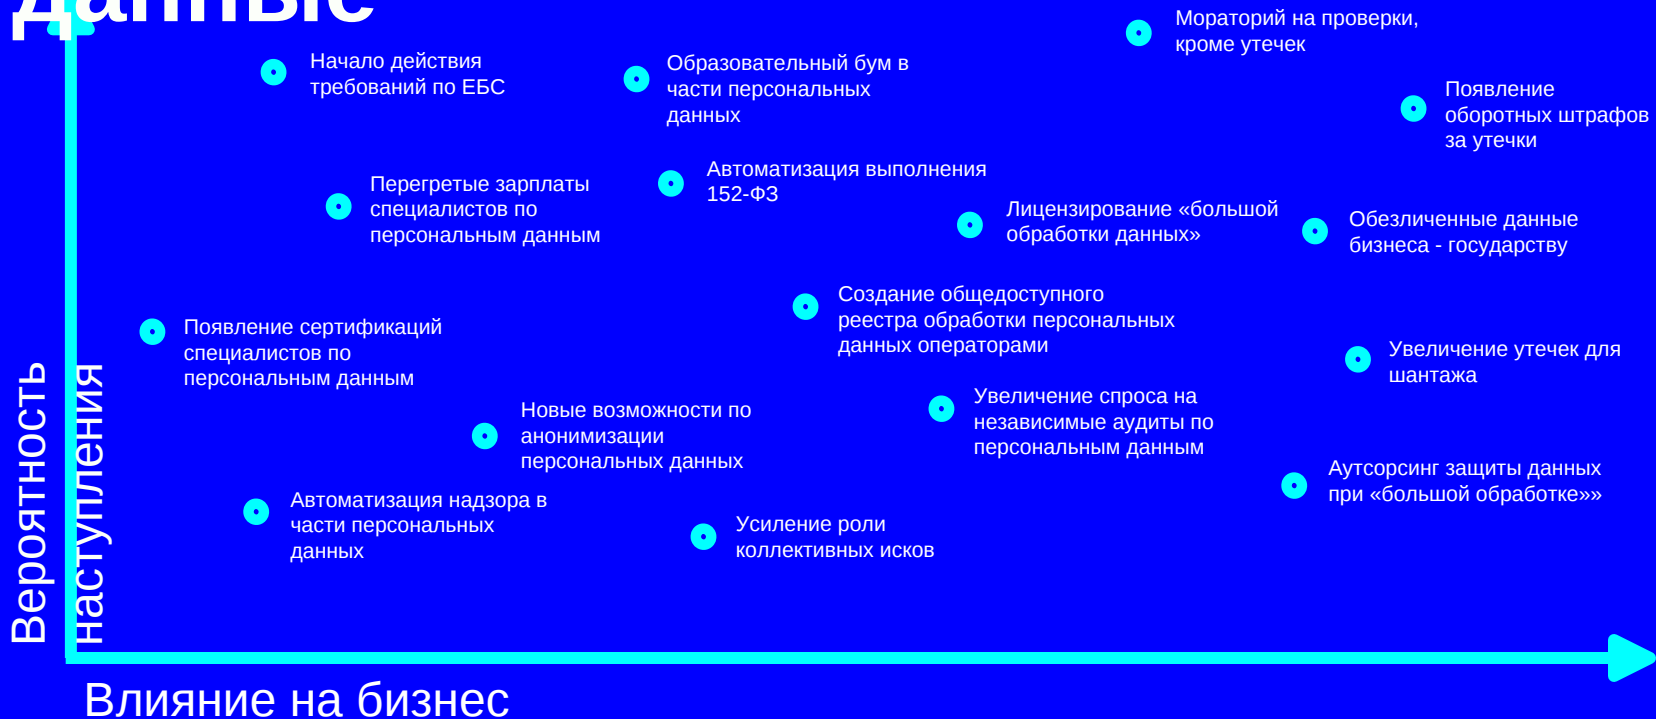 данные
Мораторий на проверки,
кроме утечек
Начало действия
требований по ЕБС
Образовательный бум в
части персональных
данных
Появление
оборотных штрафов
за утечки
Автоматизация выполнения
152-ФЗ
Перегретые зарплаты
специалистов по
персональным данным
Лицензирование «большой
обработки данных»
Обезличенные данные
бизнеса - государству
Создание общедоступного
реестра обработки персональных
данных операторами
Появление сертификаций
специалистов по
персональным данным
Увеличение утечек для
шантажа
Увеличение спроса на
независимые аудиты по
персональным данным
Новые возможности по
анонимизации
персональных данных
Аутсорсинг защиты данных
при «большой обработке»»
Автоматизация надзора в
части персональных
данных
Усиление роли
коллективных исков
Вероятность
наступления
Влияние на бизнес